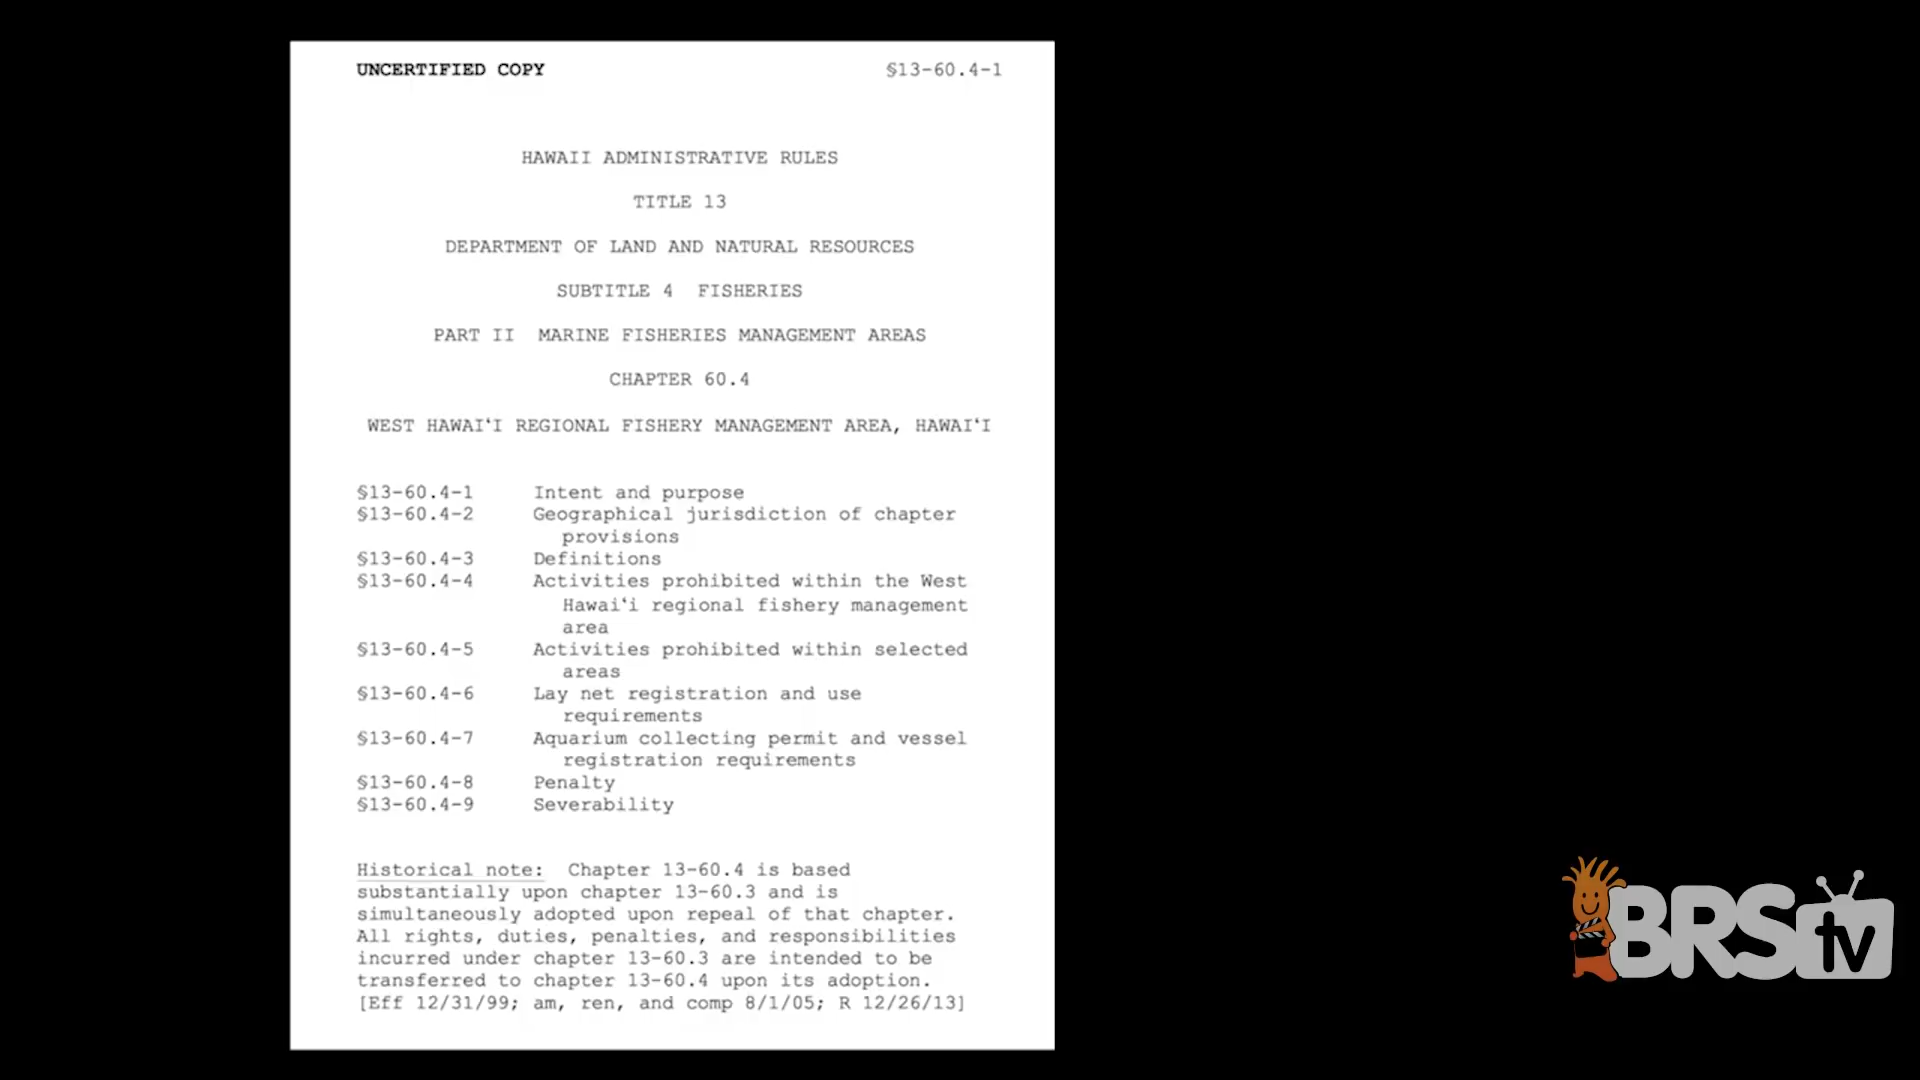 UNCERTIFIED COPY §13-60.4-1
HAWAII ADMINISTRATIVE RULES
TITLE 13
DEPARTMENT OF LAND AND NATURAL RESOURCES
SUBTITLE 4 FISHERIES
PART II MARINE FISHERIES MANAGEMENT AREAS
CHAPTER 60.4
WEST HAWAIʻI REGIONAL FISHERY MANAGEMENT AREA, HAWAIʻI
§13-60.4-1 Intent and purpose
§13-60.4-2 Geographical jurisdiction of chapter
provisions
§13-60.4-3 Definitions
§13-60.4-4 Activities prohibited within the West
Hawaiʻi regional fishery management
area
§13-60.4-5 Activities prohibited within selected
areas
§13-60.4-6 Lay net registration and use
requirements
§13-60.4-7 Aquarium collecting permit and vessel
registration requirements
§13-60.4-8 Penalty
§13-60.4-9 Severability
Historical note: Chapter 13-60.4 is based
substantially upon chapter 13-60.3 and is
simultaneously adopted upon repeal of that chapter.
All rights, duties, penalties, and responsibilities
incurred under chapter 13-60.3 are intended to be
transferred to chapter 13-60.4 upon its adoption.
[Eff 12/31/99; am, ren, and comp 8/1/05; R 12/26/13]
BRStv